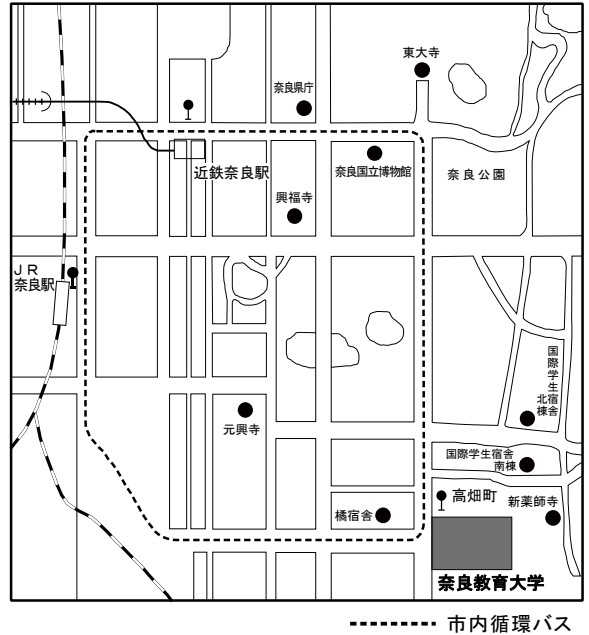 東大寺
奈良県庁
近鉄奈良駅
奈良国立博物館
奈良公園
興福寺
ＪＲ
奈良駅
国際学生宿舎
北棟
元興寺
国際学生宿舎
南棟
高畑町
新薬師寺
橘宿舎
奈良教育大学
市内循環バス